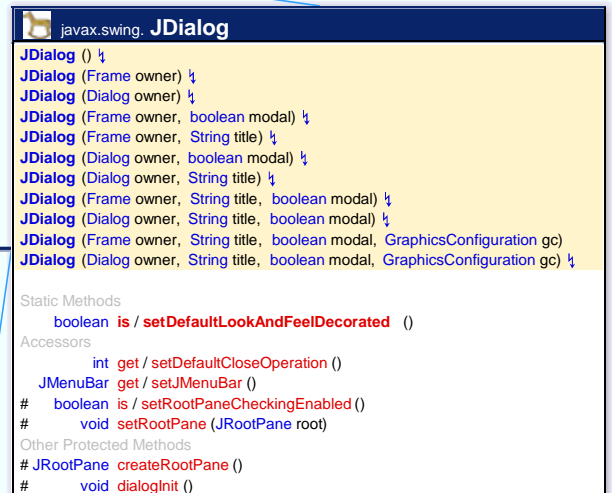 javax.swing. JDialog
JDialog () ↯
JDialog (Frame owner) ↯
JDialog (Dialog owner) ↯
JDialog (Frame owner, boolean modal) ↯
JDialog (Frame owner, String title) ↯
JDialog (Dialog owner, boolean modal) ↯
JDialog (Dialog owner, String title) ↯
JDialog (Frame owner, String title, boolean modal) ↯
JDialog (Dialog owner, String title, boolean modal) ↯
JDialog (Frame owner, String title, boolean modal, GraphicsConfiguration gc)
JDialog (Dialog owner, String title, boolean modal, GraphicsConfiguration gc) ↯
Static Methods
boolean is / setDefaultLookAndFeelDecorated ()
Accessors
int get / setDefaultCloseOperation ()
JMenuBar get / setJMenuBar ()
# boolean is / setRootPaneCheckingEnabled ()
# void setRootPane (JRootPane root)
Other Protected Methods
# JRootPane createRootPane ()
# void dialogInit ()